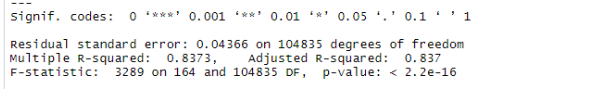 ---
Signif. codes:  0 ‘***’ 0.001 ‘**’ 0.01 ‘*’ 0.05 ‘.’ 0.1 ‘ ’ 1
Residual standard error: 0.04366 on 104835 degrees of freedom
Multiple R-squared:  0.8373,    Adjusted R-squared:  0.837
F-statistic:  3289 on 164 and 104835 DF,  p-value: < 2.2e-16